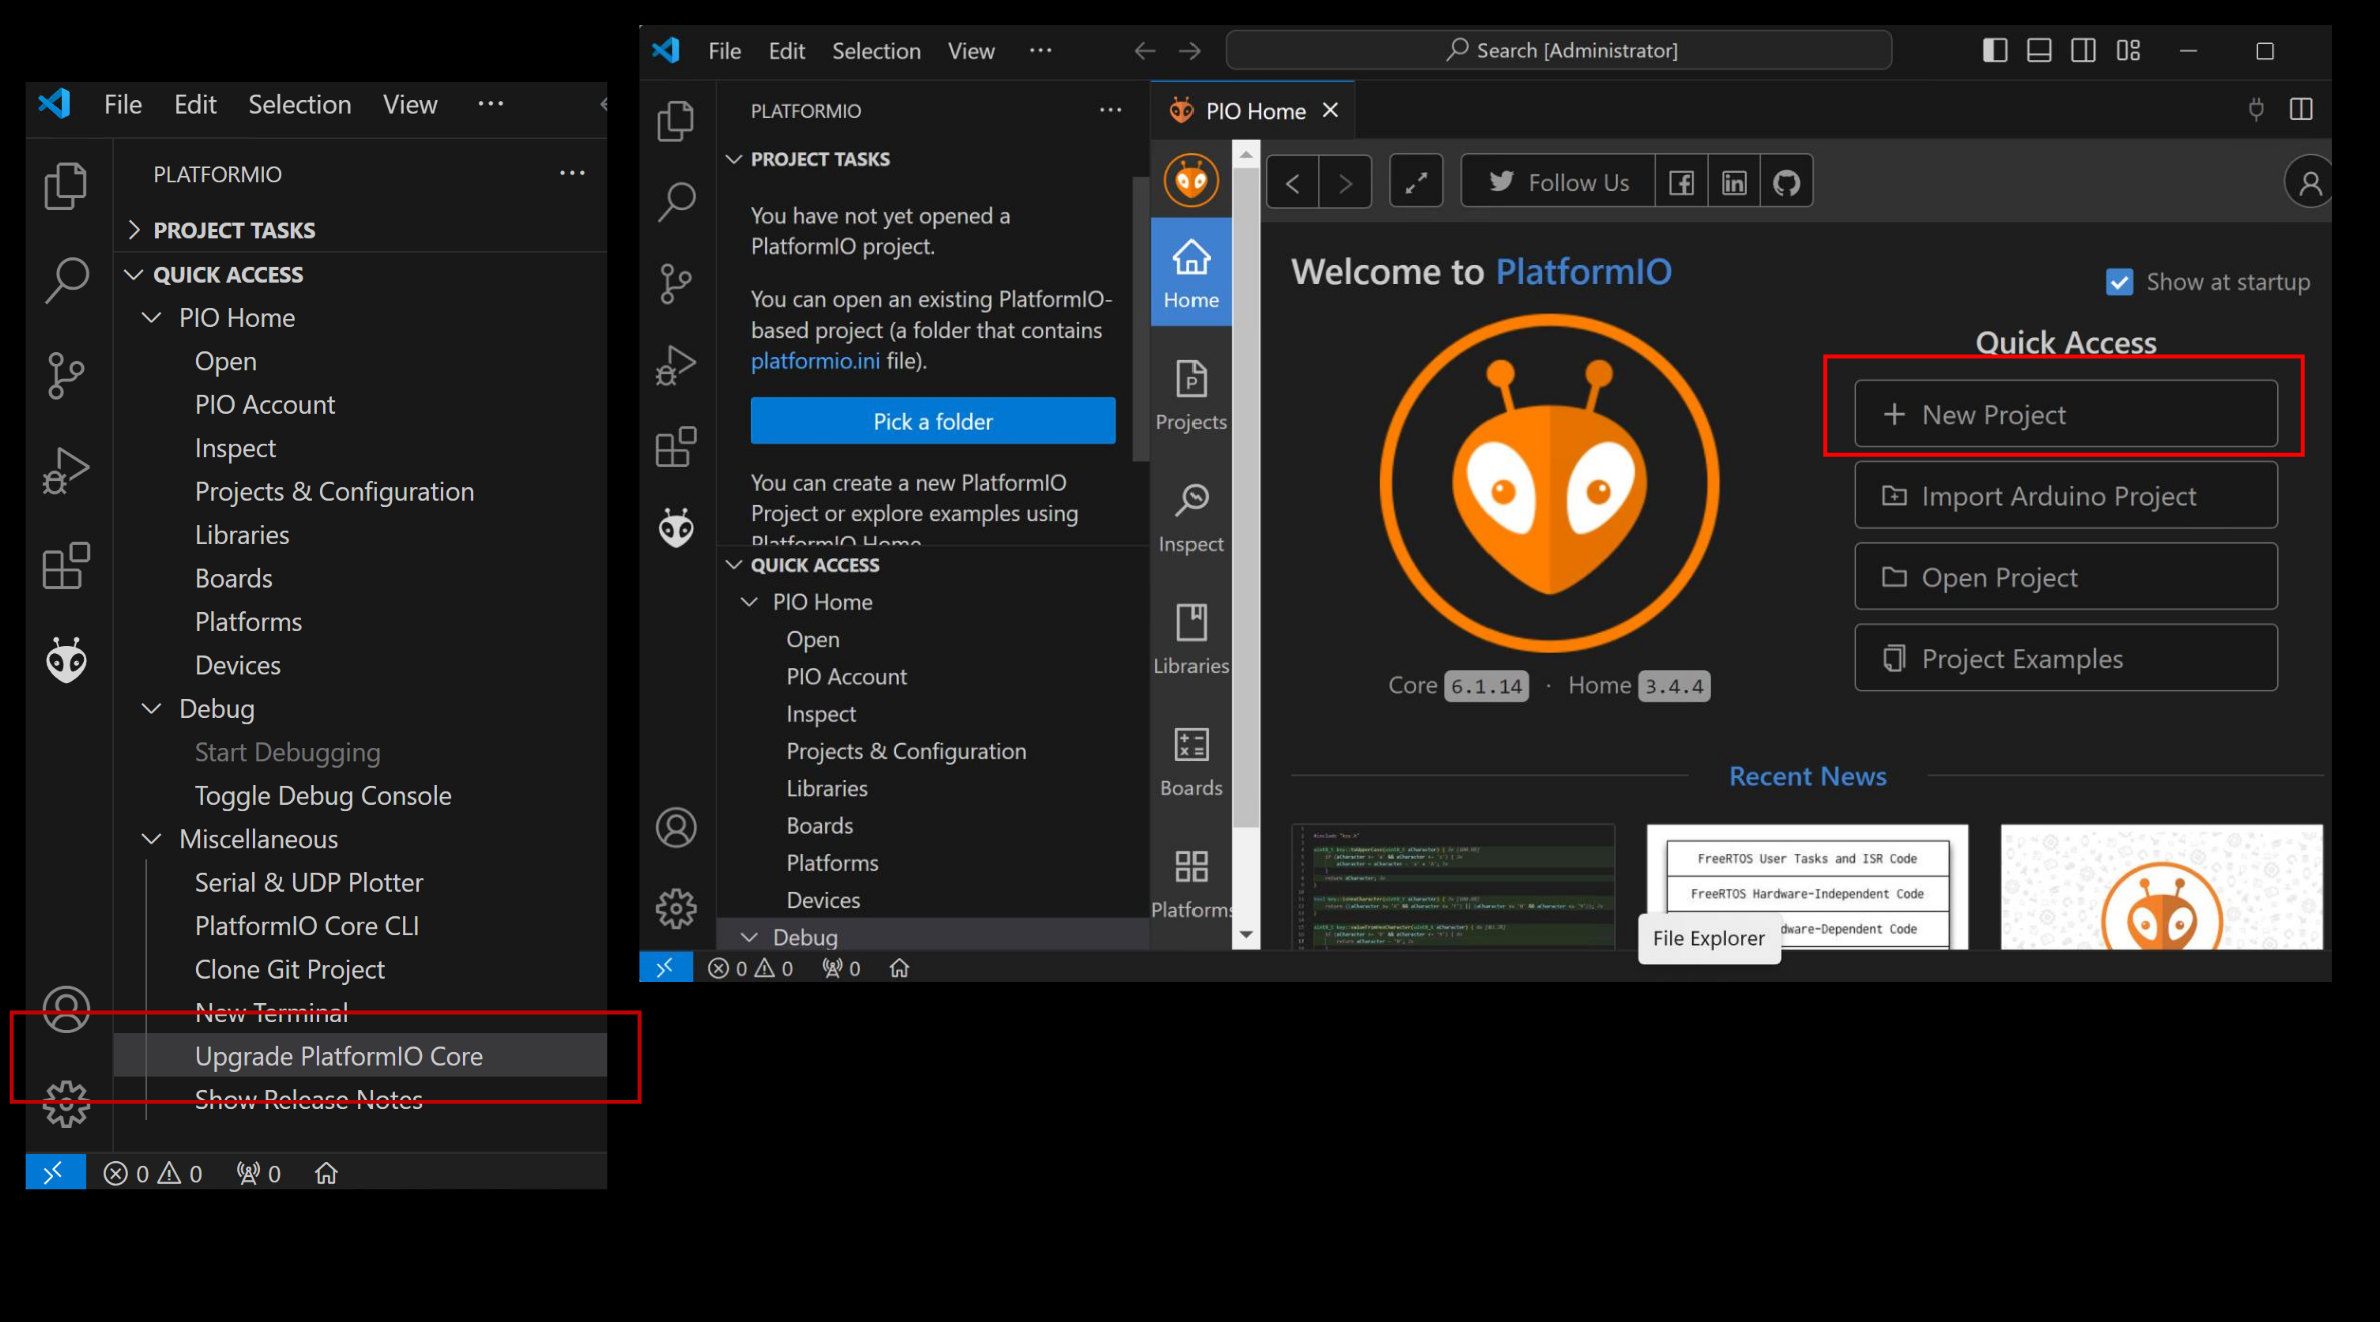 File Edit Selection View ···
PLATFORMIO ···
PROJECT TASKS
QUICK ACCESS
PIO Home
Open
PIO Account
Inspect
Projects & Configuration
Libraries
Boards
Platforms
Devices
Debug
Start Debugging
Toggle Debug Console
Miscellaneous
Serial & UDP Plotter
PlatformIO Core CLI
Clone Git Project
New Terminal
Upgrade PlatformIO Core
Show Release Notes
0 0 0
File Edit Selection View ···
Search [Administrator]
PLATFORMIO ···
PROJECT TASKS
You have not yet opened a
PlatformIO project.
You can open an existing PlatformIO-
based project (a folder that contains
platformio.ini file).
Pick a folder
You can create a new PlatformIO
Project or explore examples using
PlatformIO Home
QUICK ACCESS
PIO Home
Open
PIO Account
Inspect
Projects & Configuration
Libraries
Boards
Platforms
Devices
Debug
0 0 0
PIO Home
Home
Projects
Inspect
Libraries
Boards
Platforms
Follow Us
Welcome to PlatformIO
Show at startup
Core 6.1.14 · Home 3.4.4
Quick Access
New Project
Import Arduino Project
Open Project
Project Examples
Recent News
FreeRTOS User Tasks and ISR Code
FreeRTOS Hardware-Independent Code
dware-Dependent Code
File Explorer